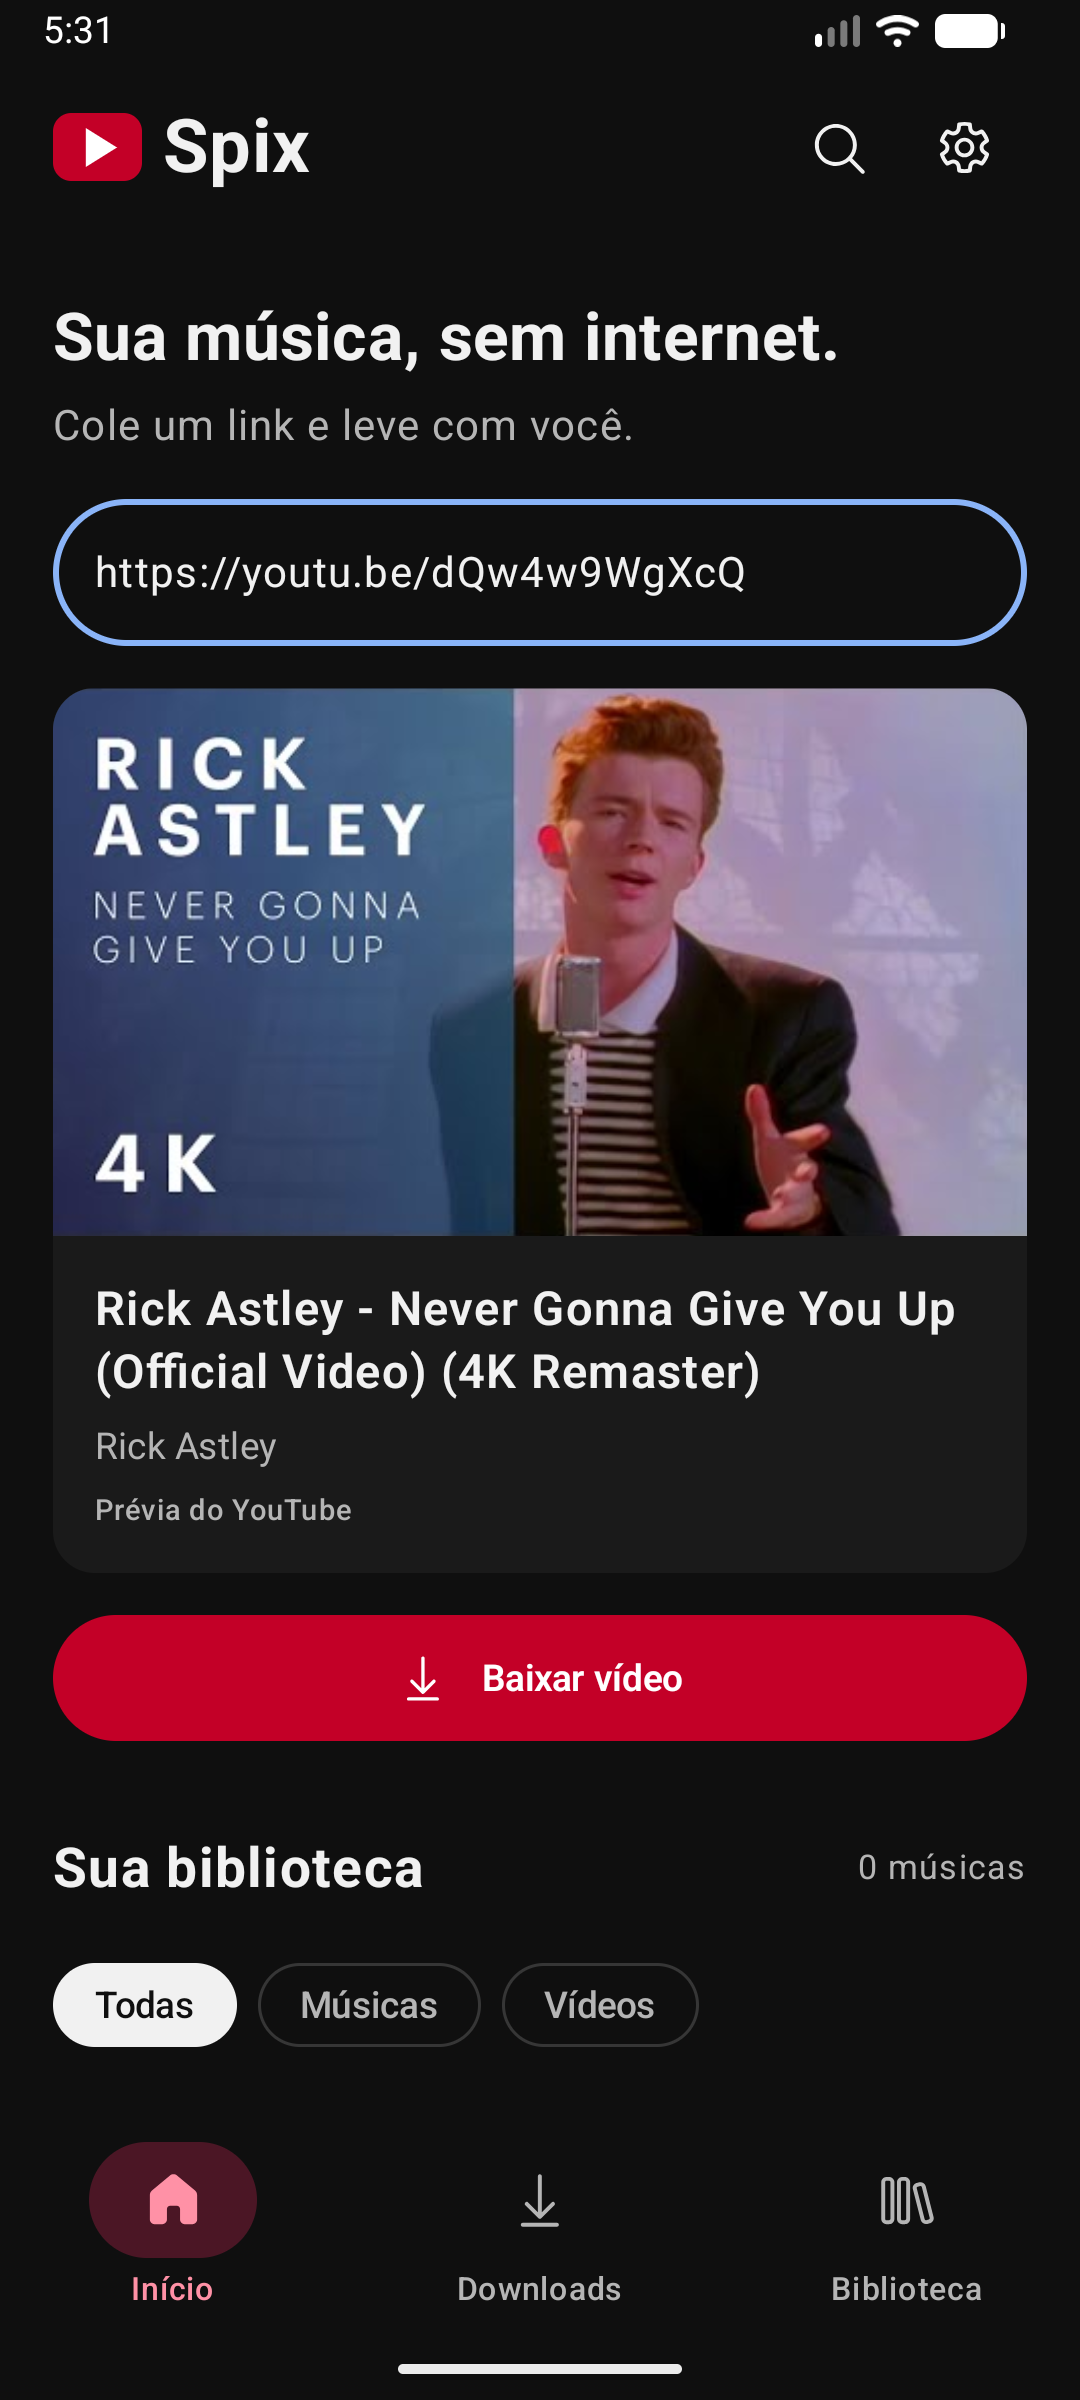 5:31
Spix
Sua música, sem internet.
Cole um link e leve com você.
https://youtu.be/dQw4w9WgXcQ
RICK
ASTLEY
NEVER GONNA
GIVE YOU UP
4K
Rick Astley - Never Gonna Give You Up
(Official Video) (4K Remaster)
Rick Astley
Prévia do YouTube
Baixar vídeo
Sua biblioteca
0 músicas
Todas
Músicas
Vídeos
Início
Downloads
Biblioteca